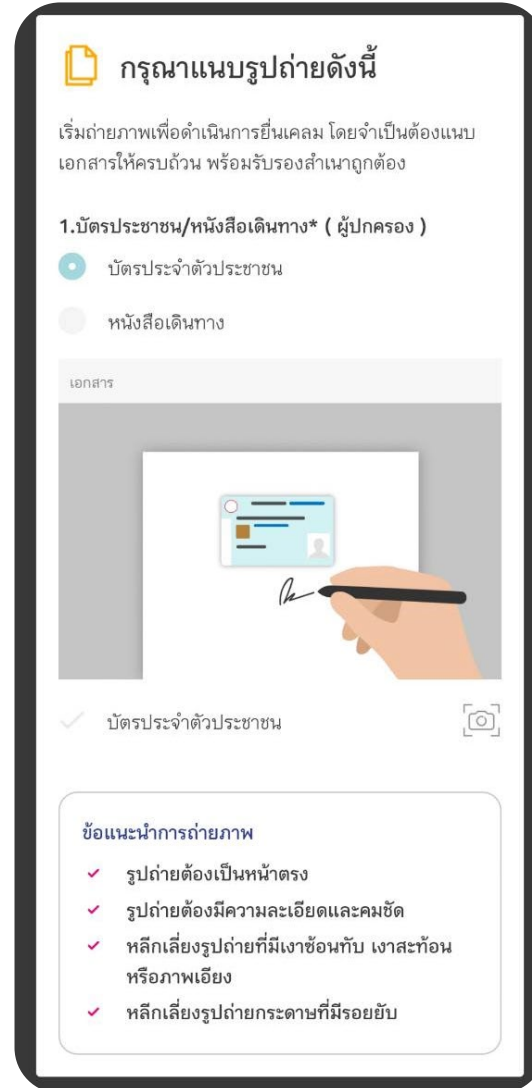 กรุณาแนบรูปถ่ายดังนี้
เริ่มถ่ายภาพเพื่อดำเนินการยื่นเคลม โดยจำเป็นต้องแนบ
เอกสารให้ครบถ้วน พร้อมรับรองสำเนาถูกต้อง
1.บัตรประชาชน/หนังสือเดินทาง* ( ผู้ปกครอง )
บัตรประจำตัวประชาชน
หนังสือเดินทาง
เอกสาร
บัตรประจำตัวประชาชน
ข้อแนะนำการถ่ายภาพ
รูปถ่ายต้องเป็นหน้าตรง
รูปถ่ายต้องมีความละเอียดและคมชัด
หลีกเลี่ยงรูปถ่ายที่มีเงาซ้อนทับ เงาสะท้อน
หรือภาพเอียง
หลีกเลี่ยงรูปถ่ายกระดาษที่มีรอยยับ